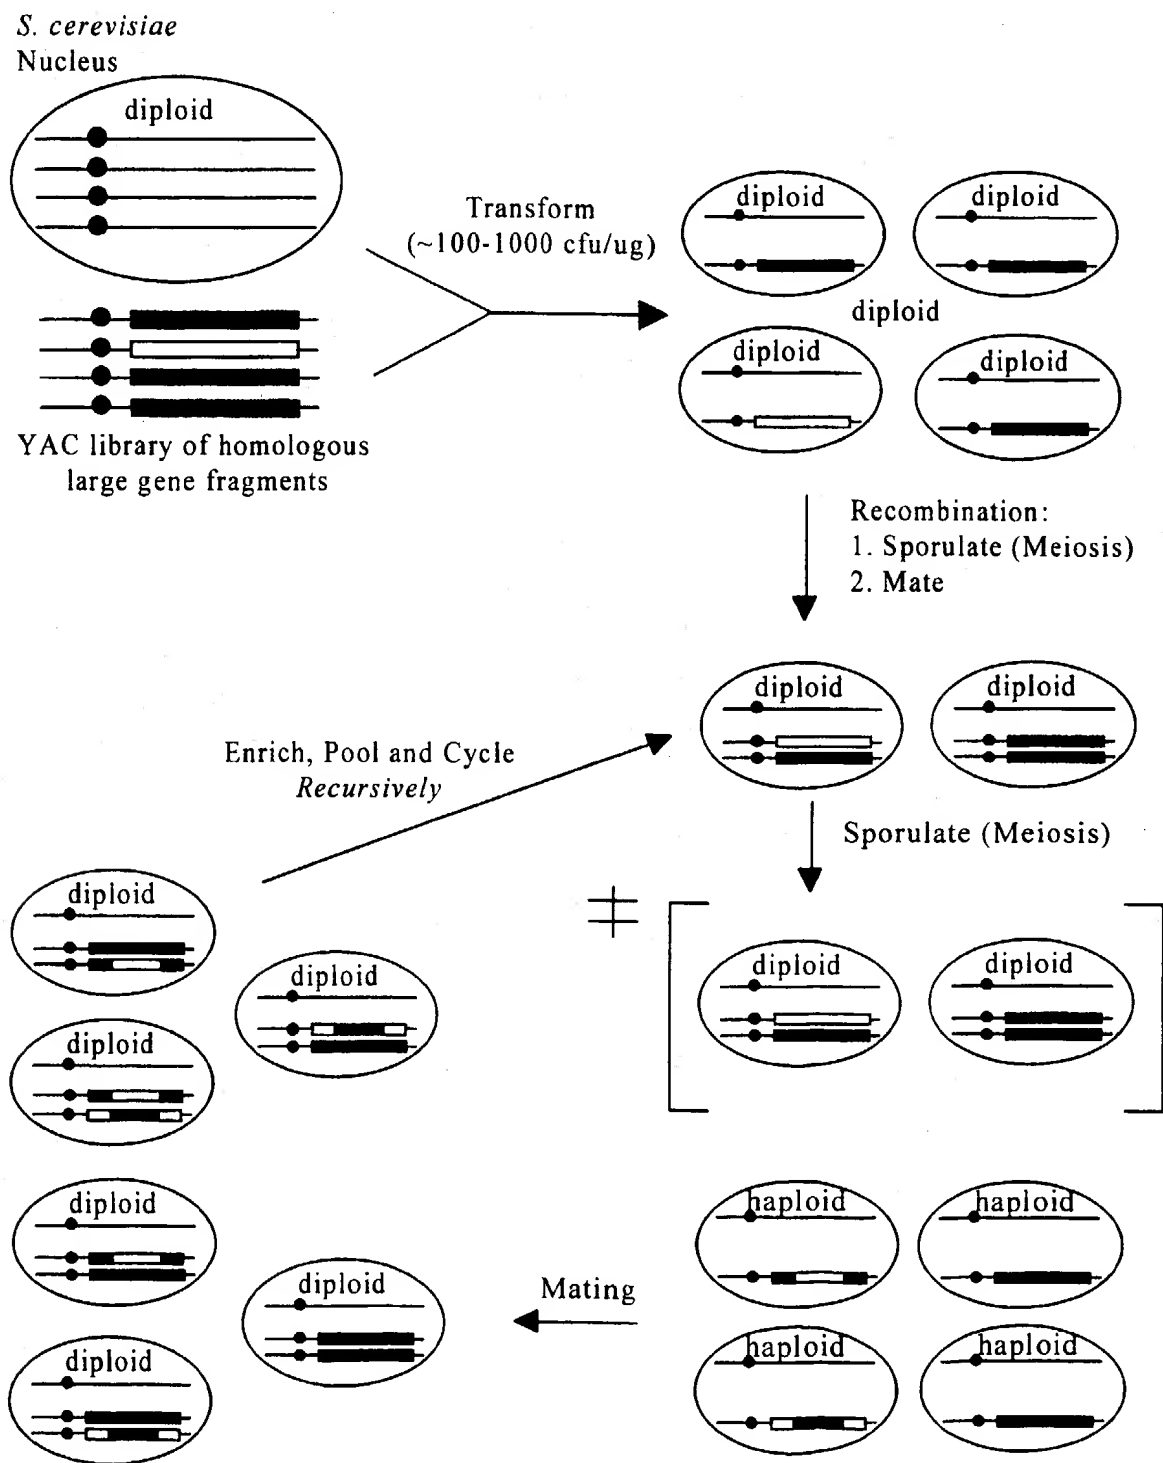 S. cerevisiae
Nucleus
diploid
Transform
(~100-1000 cfu/ug)
diploid
diploid
diploid
diploid
diploid
YAC library of homologous
large gene fragments
Recombination:
1. Sporulate (Meiosis)
2. Mate
diploid
diploid
Enrich, Pool and Cycle
Recursively
Sporulate (Meiosis)
diploid
diploid
diploid
diploid
diploid
diploid
diploid
diploid
haploid
haploid
Mating
haploid
haploid